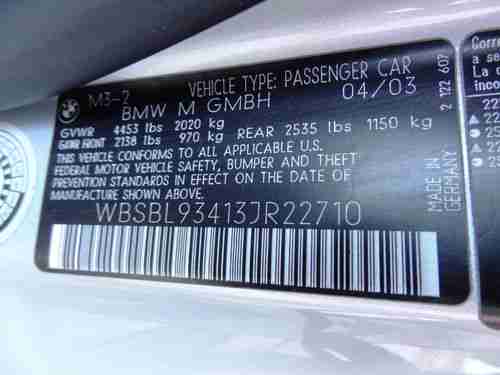 M3-2 VEHICLE TYPE: PASSENGER CAR
BMW M GMBH 04/03
GVWR 4453 lbs 2020 kg
GAWR FRONT 2138 lbs 970 kg REAR 2535 lbs 1150 kg
THIS VEHICLE CONFORMS TO ALL APPLICABLE U.S.
FEDERAL MOTOR VEHICLE SAFETY, BUMPER AND THEFT
PREVENTION STANDARDS IN EFFECT ON THE DATE OF
MANUFACTURE SHOWN ABOVE.
WBSBL93413JR22710
MADE IN
GERMANY
2 122 607